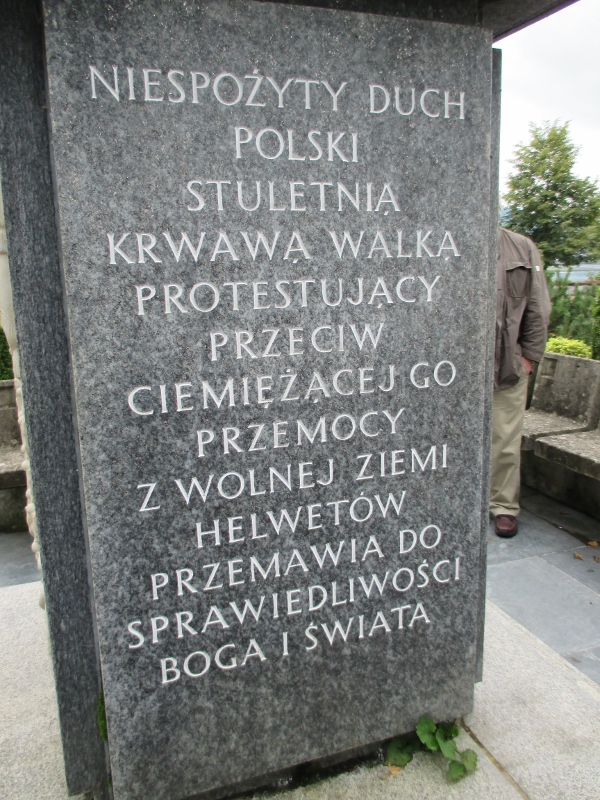 NIESPOŻYTY DUCH
POLSKI
STULETNIĄ
KRWAWĄ WALKĄ
PROTESTUJĄCY
PRZECIW
CIEMIĘŻĄCEJ GO
PRZEMOCY
Z WOLNEJ ZIEMI
HELWETÓW
PRZEMAWIA DO
SPRAWIEDLIWOŚCI
BOGA I ŚWIATA